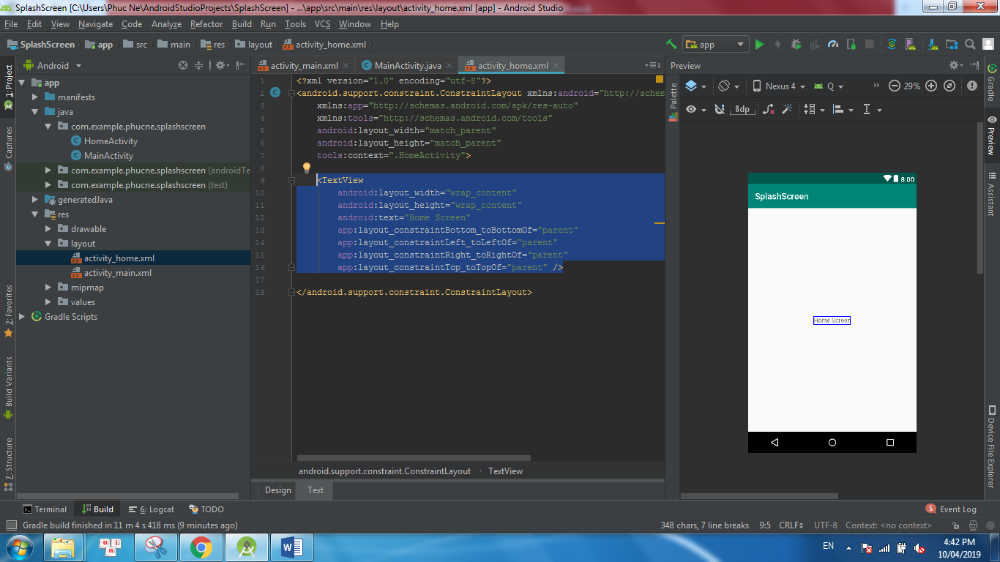 SplashScreen [C:\Users\Phuc Ne\AndroidStudioProjects\SplashScreen] - ...\app\src\main\res\layout\activity_home.xml [app] - Android Studio
File Edit View Navigate Code Analyze Refactor Build Run Tools VCS Window Help
SplashScreen app src main res layout activity_home.xml
app
1: Project
Captures
2: Favorites
Build Variants
7: Structure
Android
app
manifests
java
com.example.phucne.splashscreen
HomeActivity
MainActivity
com.example.phucne.splashscreen (androidTe
com.example.phucne.splashscreen (test)
generatedJava
res
drawable
layout
activity_home.xml
activity_main.xml
mipmap
values
Gradle Scripts
activity_main.xml MainActivity.java activity_home.xml
1 <?xml version="1.0" encoding="utf-8"?>
2 <android.support.constraint.ConstraintLayout xmlns:android="http://schem
3 xmlns:app="http://schemas.android.com/apk/res-auto"
4 xmlns:tools="http://schemas.android.com/tools"
5 android:layout_width="match_parent"
6 android:layout_height="match_parent"
7 tools:context=".HomeActivity">
8
9 <TextView
10 android:layout_width="wrap_content"
11 android:layout_height="wrap_content"
12 android:text="Home Screen"
13 app:layout_constraintBottom_toBottomOf="parent"
14 app:layout_constraintLeft_toLeftOf="parent"
15 app:layout_constraintRight_toRightOf="parent"
16 app:layout_constraintTop_toTopOf="parent" />
17
18 </android.support.constraint.ConstraintLayout>
android.support.constraint.ConstraintLayout › TextView
Design Text
Preview
Palette
Nexus 4 Q » 29%
8dp
8:00
SplashScreen
Home Screen
Gradle
Preview
Assistant
Device File Explorer
Terminal Build 6: Logcat TODO
5 Event Log
Gradle build finished in 11 m 4 s 418 ms (9 minutes ago)
348 chars, 7 line breaks 9:5 CRLF UTF-8 Context: <no context>
EN
4:42 PM
10/04/2019